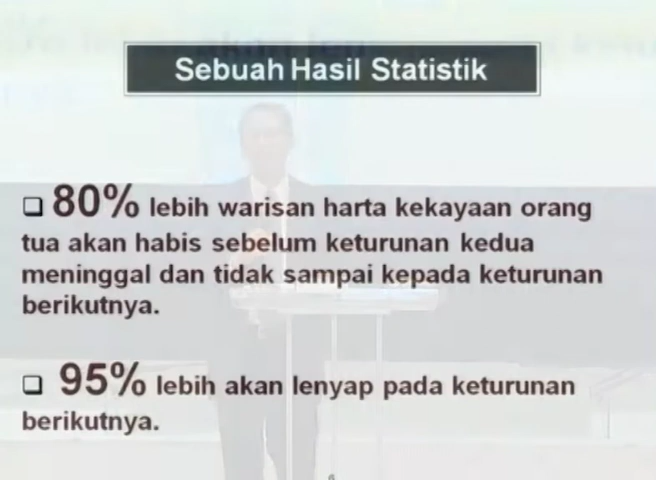 Sebuah Hasil Statistik
80% lebih warisan harta kekayaan orang
tua akan habis sebelum keturunan kedua
meninggal dan tidak sampai kepada keturunan
berikutnya.
95% lebih akan lenyap pada keturunan
berikutnya.